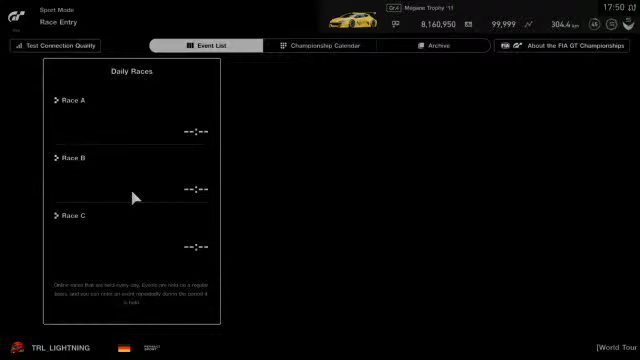 Sport Mode
Race Entry
Gr.4 Megane Trophy '11
8,160,950
99,999
304.4
17:50
Test Connection Quality
Event List
Championship Calendar
Archive
About the FIA GT Championships
Daily Races
Race A
--:--
Race B
--:--
Race C
--:--
Online races that are held every day. Events are held on a regular
basis, and you can enter an event repeatedly during the period it
is held.
TRL_LIGHTNING
[World Tour